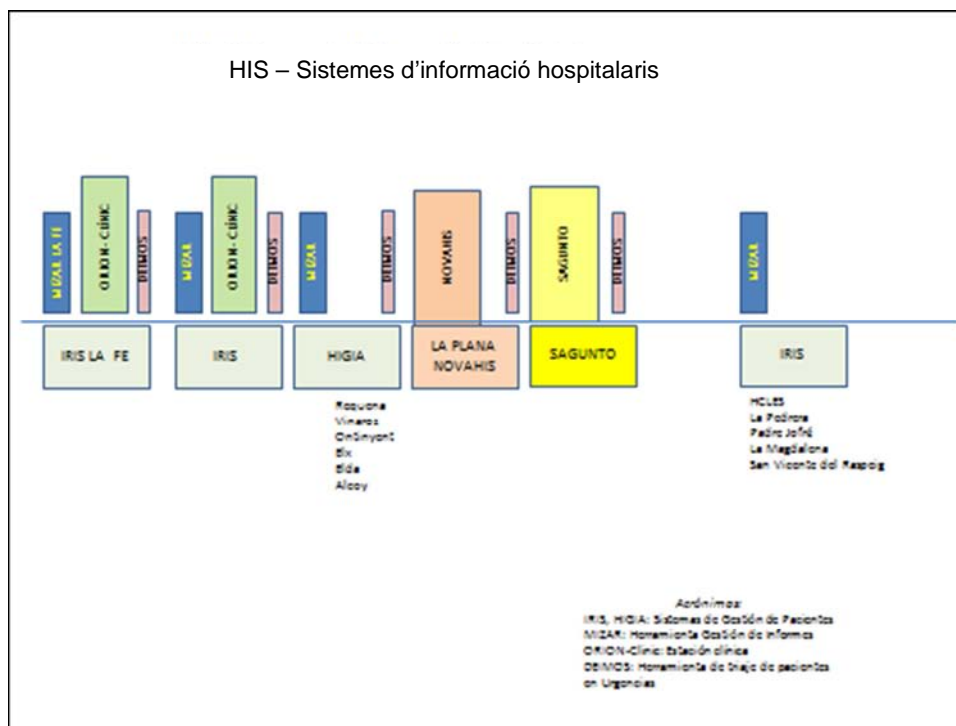 HIS – Sistemes d’informació hospitalaris
MIZAR LA FE
ORION-CLÍNIC
DEIMOS
MIZAR
ORION-CLÍNIC
DEIMOS
MIZAR
DEIMOS
NOVAHIS
DEIMOS
SAGUNTO
DEIMOS
MIZAR
IRIS LA FE
IRIS
HIGIA
LA PLANA
NOVAHIS
SAGUNTO
IRIS
Requena
Vinaros
Ontinyent
Elx
Elda
Alcoy
HCLES
La Pedrera
Padre Jofré
La Magdalena
San Vicente del Raspeig
Acrónimos:
IRIS, HIGIA: Sistemas de Gestión de Pacientes
MIZAR: Herramienta Gestión de Informes
ORION-Clinic: Estación clínica
DEIMOS: Herramienta de triaje de pacientes
en Urgencias